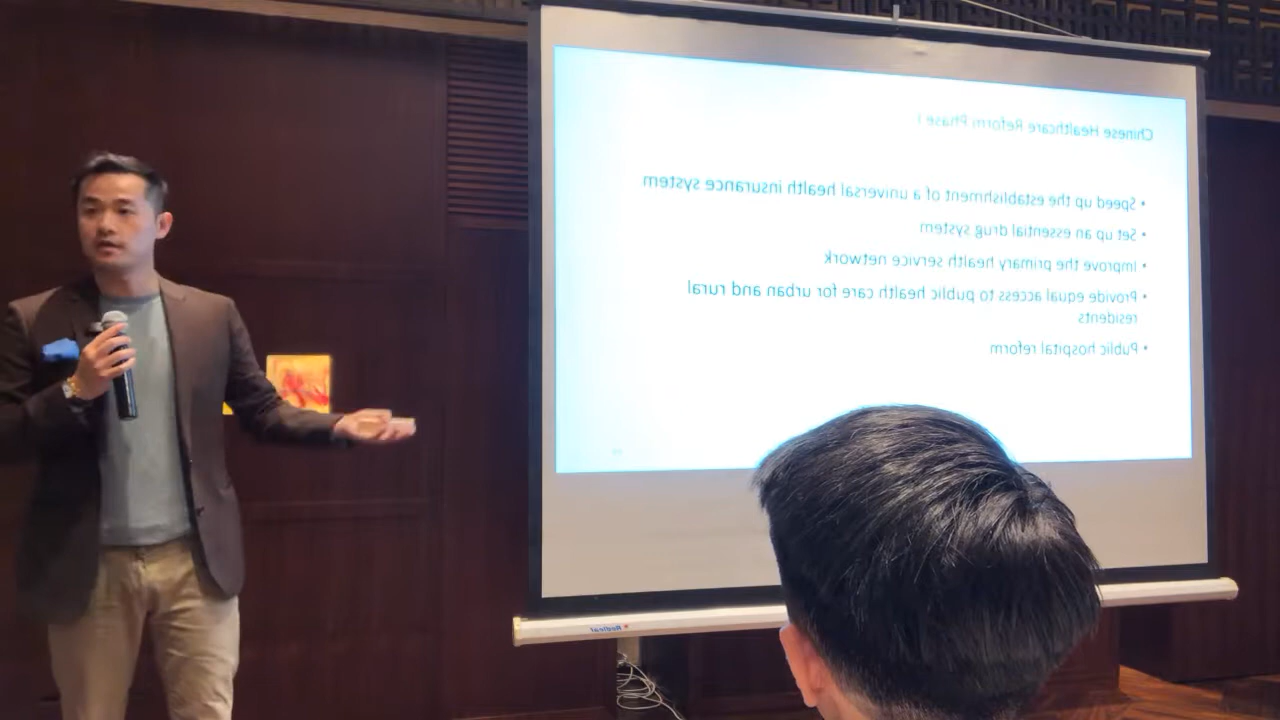 Chinese Healthcare Reform Phase I
• Speed up the establishment of a universal health insurance system
• Set up an essential drug system
• Improve the primary health service network
• Provide equal access to public health care for urban and rural
residents
• Public hospital reform
Redleaf